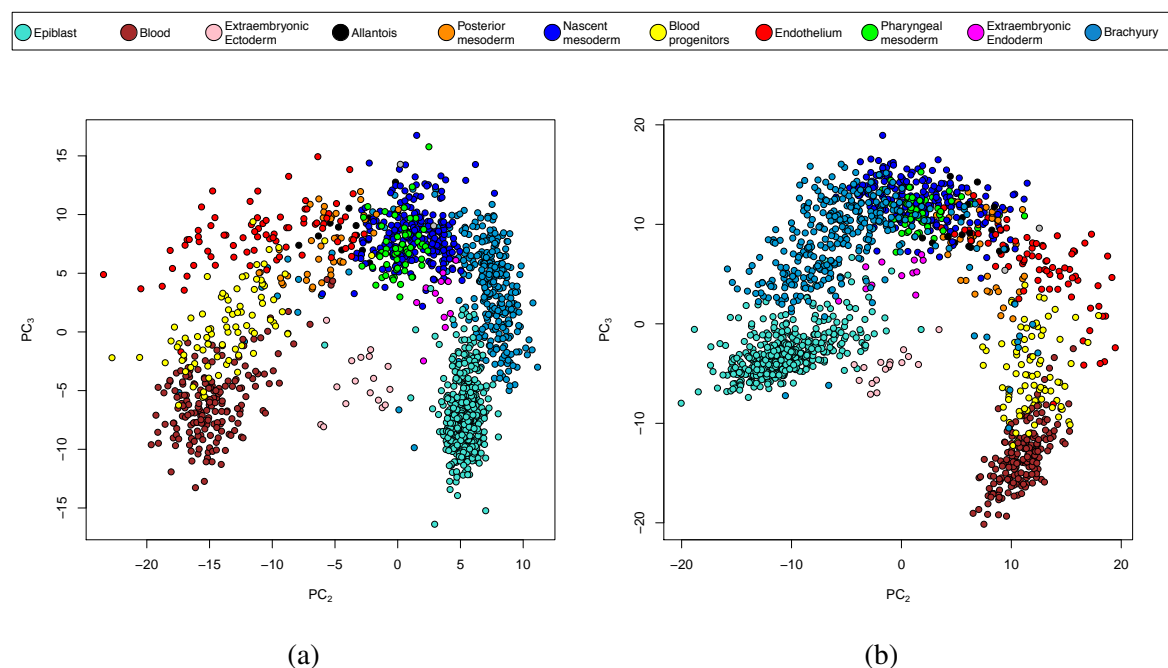 Epiblast
Blood
Extraembryonic
Ectoderm
Allantois
Posterior
mesoderm
Nascent
mesoderm
Blood
progenitors
Endothelium
Pharyngeal
mesoderm
Extraembryonic
Endoderm
Brachyury
15
10
5
0
−5
−10
−15
PC3
−20
−15
−10
−5
0
5
10
PC2
(a)
20
10
0
−10
−20
PC3
−20
−10
0
10
20
PC2
(b)